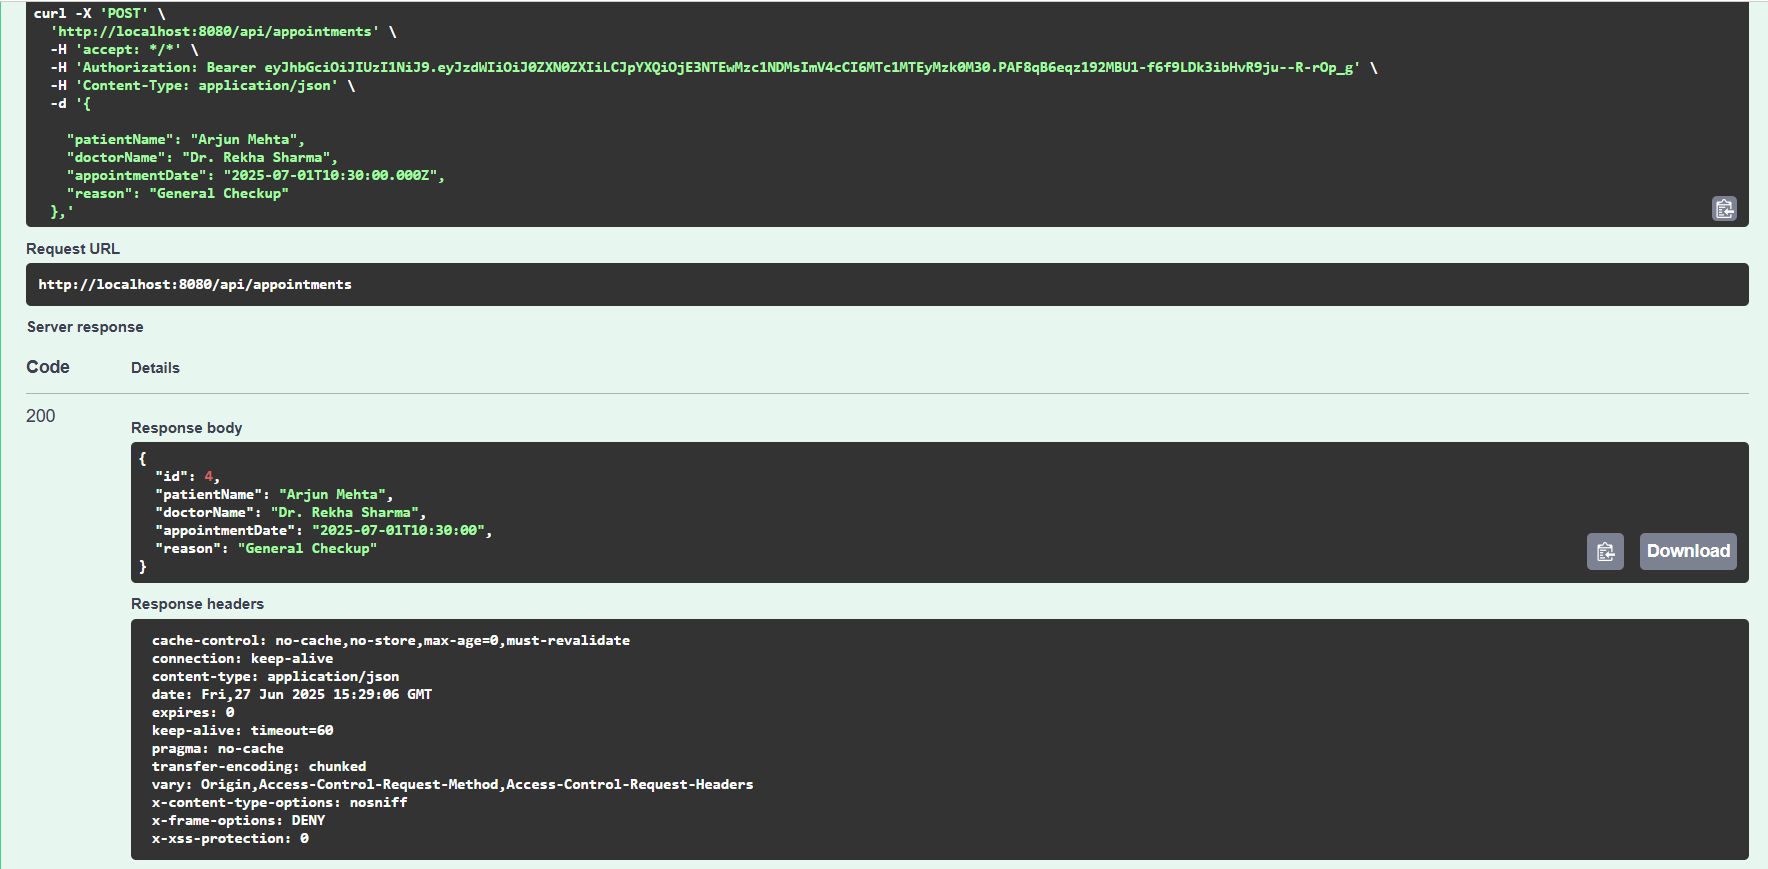 curl -X 'POST' \
'http://localhost:8080/api/appointments' \
-H 'accept: */*' \
-H 'Authorization: Bearer eyJhbGciOiJIUzI1NiJ9.eyJzdWIiOiJ0ZXN0ZXIiLCJpYXQiOjE3NTEwMzc1NDMsImV4cCI6MTc1MTEyMzk0M30.PAF8qB6eqz192MBU1-f6f9LDk3ibHvR9ju--R-rOp_g' \
-H 'Content-Type: application/json' \
-d '{
"patientName": "Arjun Mehta",
"doctorName": "Dr. Rekha Sharma",
"appointmentDate": "2025-07-01T10:30:00.000Z",
"reason": "General Checkup"
},'
Request URL
http://localhost:8080/api/appointments
Server response
Code Details
200
Response body
{
"id": 4,
"patientName": "Arjun Mehta",
"doctorName": "Dr. Rekha Sharma",
"appointmentDate": "2025-07-01T10:30:00",
"reason": "General Checkup"
}
Download
Response headers
cache-control: no-cache,no-store,max-age=0,must-revalidate
connection: keep-alive
content-type: application/json
date: Fri,27 Jun 2025 15:29:06 GMT
expires: 0
keep-alive: timeout=60
pragma: no-cache
transfer-encoding: chunked
vary: Origin,Access-Control-Request-Method,Access-Control-Request-Headers
x-content-type-options: nosniff
x-frame-options: DENY
x-xss-protection: 0